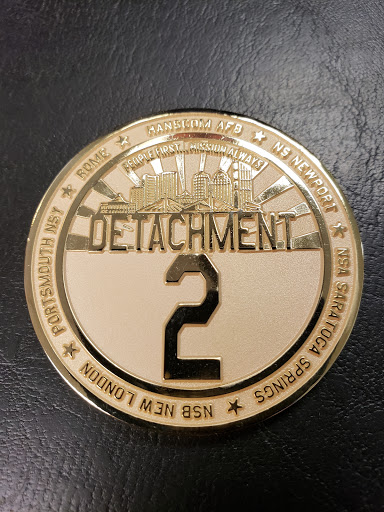 PORTSMOUTH NSY ★ ROME ★ HANSCOM AFB ★ NS NEWPORT ★ NSA SARATOGA SPRINGS ★ NSB NEW LONDON ★
PEOPLE FIRST, MISSION ALWAYS!
DETACHMENT
2